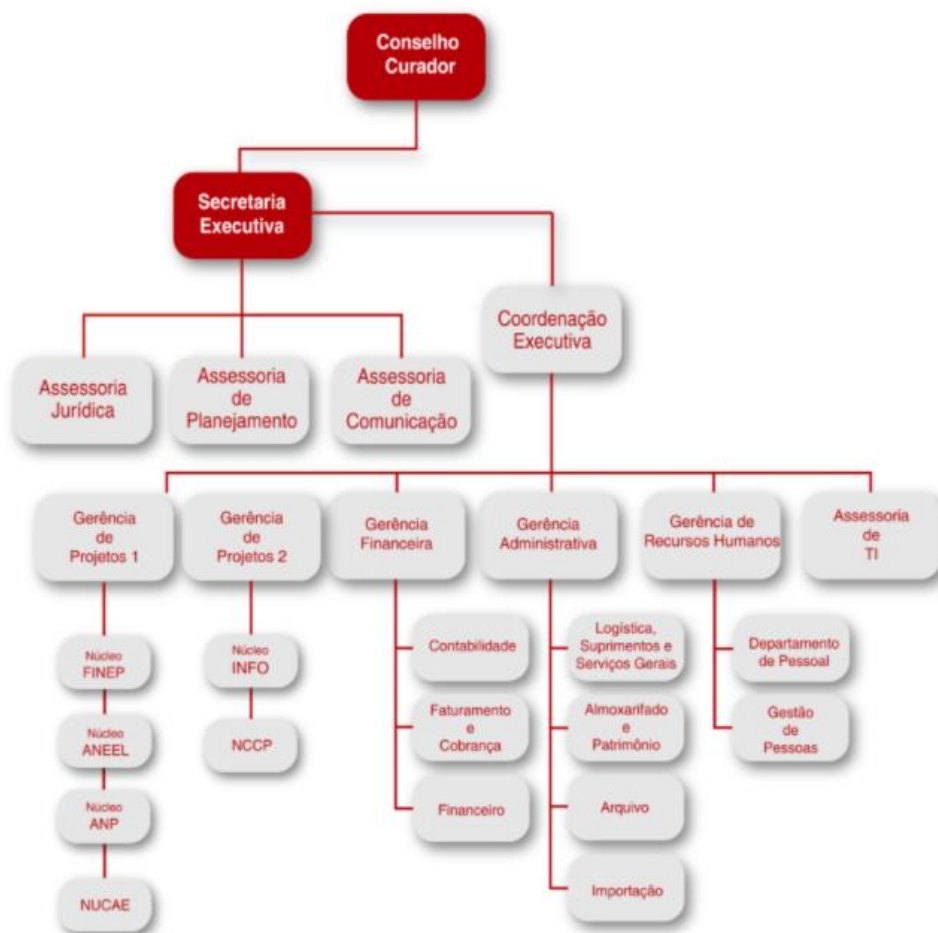 Conselho
Curador
Secretaria
Executiva
Coordenação
Executiva
Assessoria
Jurídica
Assessoria
de
Planejamento
Assessoria
de
Comunicação
Gerência
de
Projetos 1
Gerência
de
Projetos 2
Gerência
Financeira
Gerência
Administrativa
Gerência de
Recursos Humanos
Assessoria
de
TI
Núcleo
FINEP
Núcleo
ANEEL
Núcleo
ANP
NUCAE
Núcleo
INFO
NCCP
Contabilidade
Faturamento
e
Cobrança
Financeiro
Logística,
Suprimentos e
Serviços Gerais
Almoxarifado
e
Patrimônio
Arquivo
Importação
Departamento
de Pessoal
Gestão
de
Pessoas